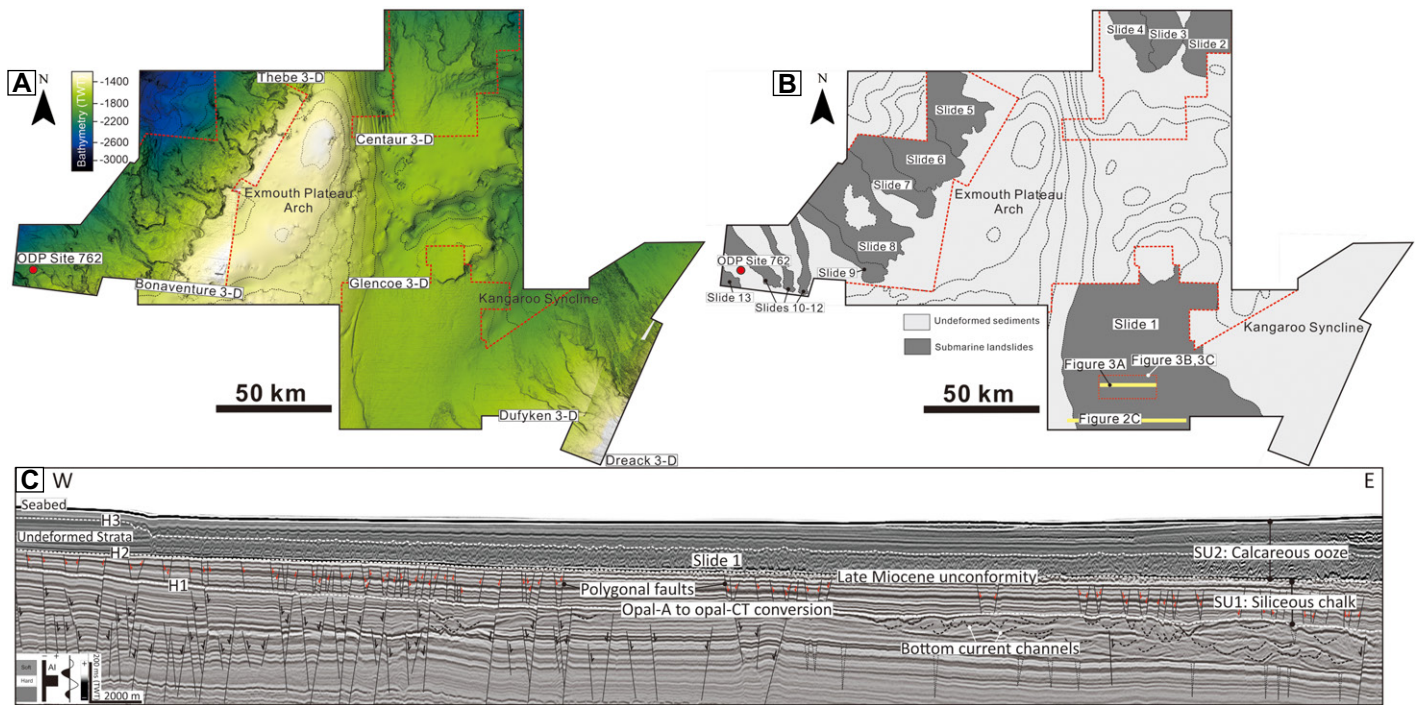 A
N
Bathymetry (TWT)
-1400
-1800
-2600
-3000
Thebe 3-D
Centaur 3-D
Exmouth Plateau
Arch
ODP Site 762
Bonaventure 3-D
Glencoe 3-D
Kangaroo Syncline
50 km
Dufyken 3-D
Dreack 3-D
B
N
Slide 4
Slide 3
Slide 2
Slide 5
Slide 6
Slide 7
Exmouth Plateau
Arch
Slide 8
ODP Site 762
Slide 9
Slide 13
Slides 10-12
Undeformed sediments
Submarine landslides
Slide 1
Kangaroo Syncline
Figure 3A
Figure 3B,3C
50 km
Figure 2C
C
W
E
Seabed
H3
Undeformed Strata
H2
H1
Slide 1
SU2: Calcareous ooze
Polygonal faults
Late Miocene unconformity
Opal-A to opal-CT conversion
SU1: Siliceous chalk
Bottom current channels
Soft
Hard
AI
- +
+
-
200 ms (TWT)
2000 m